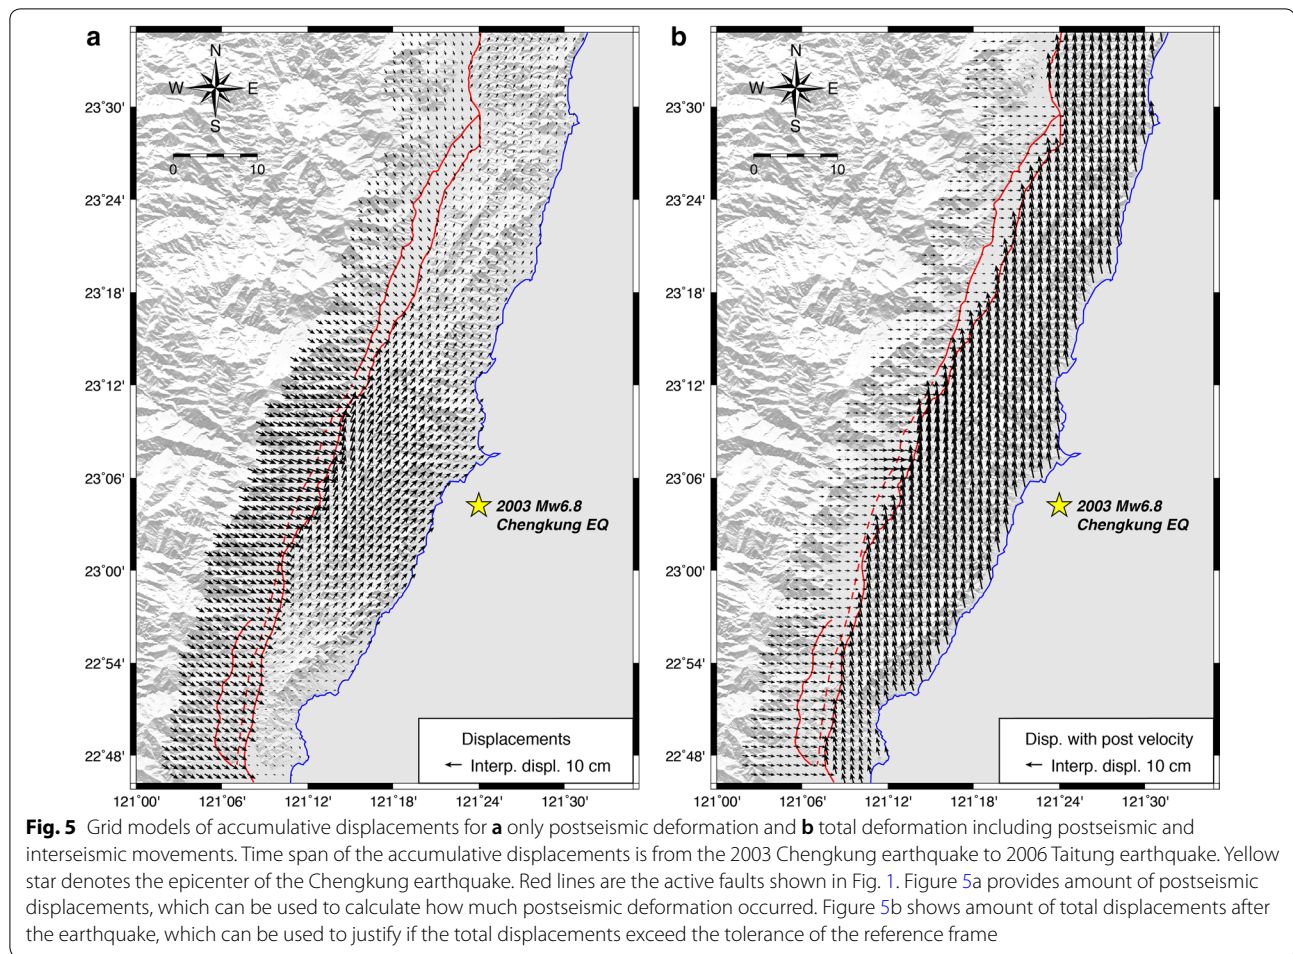 a
N
W
E
S
0
10
23°30'
23°24'
23°18'
23°12'
23°06'
23°00'
22°54'
22°48'
121°00'
121°06'
121°12'
121°18'
121°24'
121°30'
2003 Mw6.8
Chengkung EQ
Displacements
Interp. displ. 10 cm
b
N
W
E
S
0
10
23°30'
23°24'
23°18'
23°12'
23°06'
23°00'
22°54'
22°48'
121°00'
121°06'
121°12'
121°18'
121°24'
121°30'
2003 Mw6.8
Chengkung EQ
Disp. with post velocity
Interp. displ. 10 cm
Fig. 5 Grid models of accumulative displacements for a only postseismic deformation and b total deformation including postseismic and
interseismic movements. Time span of the accumulative displacements is from the 2003 Chengkung earthquake to 2006 Taitung earthquake. Yellow
star denotes the epicenter of the Chengkung earthquake. Red lines are the active faults shown in Fig. 1. Figure 5a provides amount of postseismic
displacements, which can be used to calculate how much postseismic deformation occurred. Figure 5b shows amount of total displacements after
the earthquake, which can be used to justify if the total displacements exceed the tolerance of the reference frame